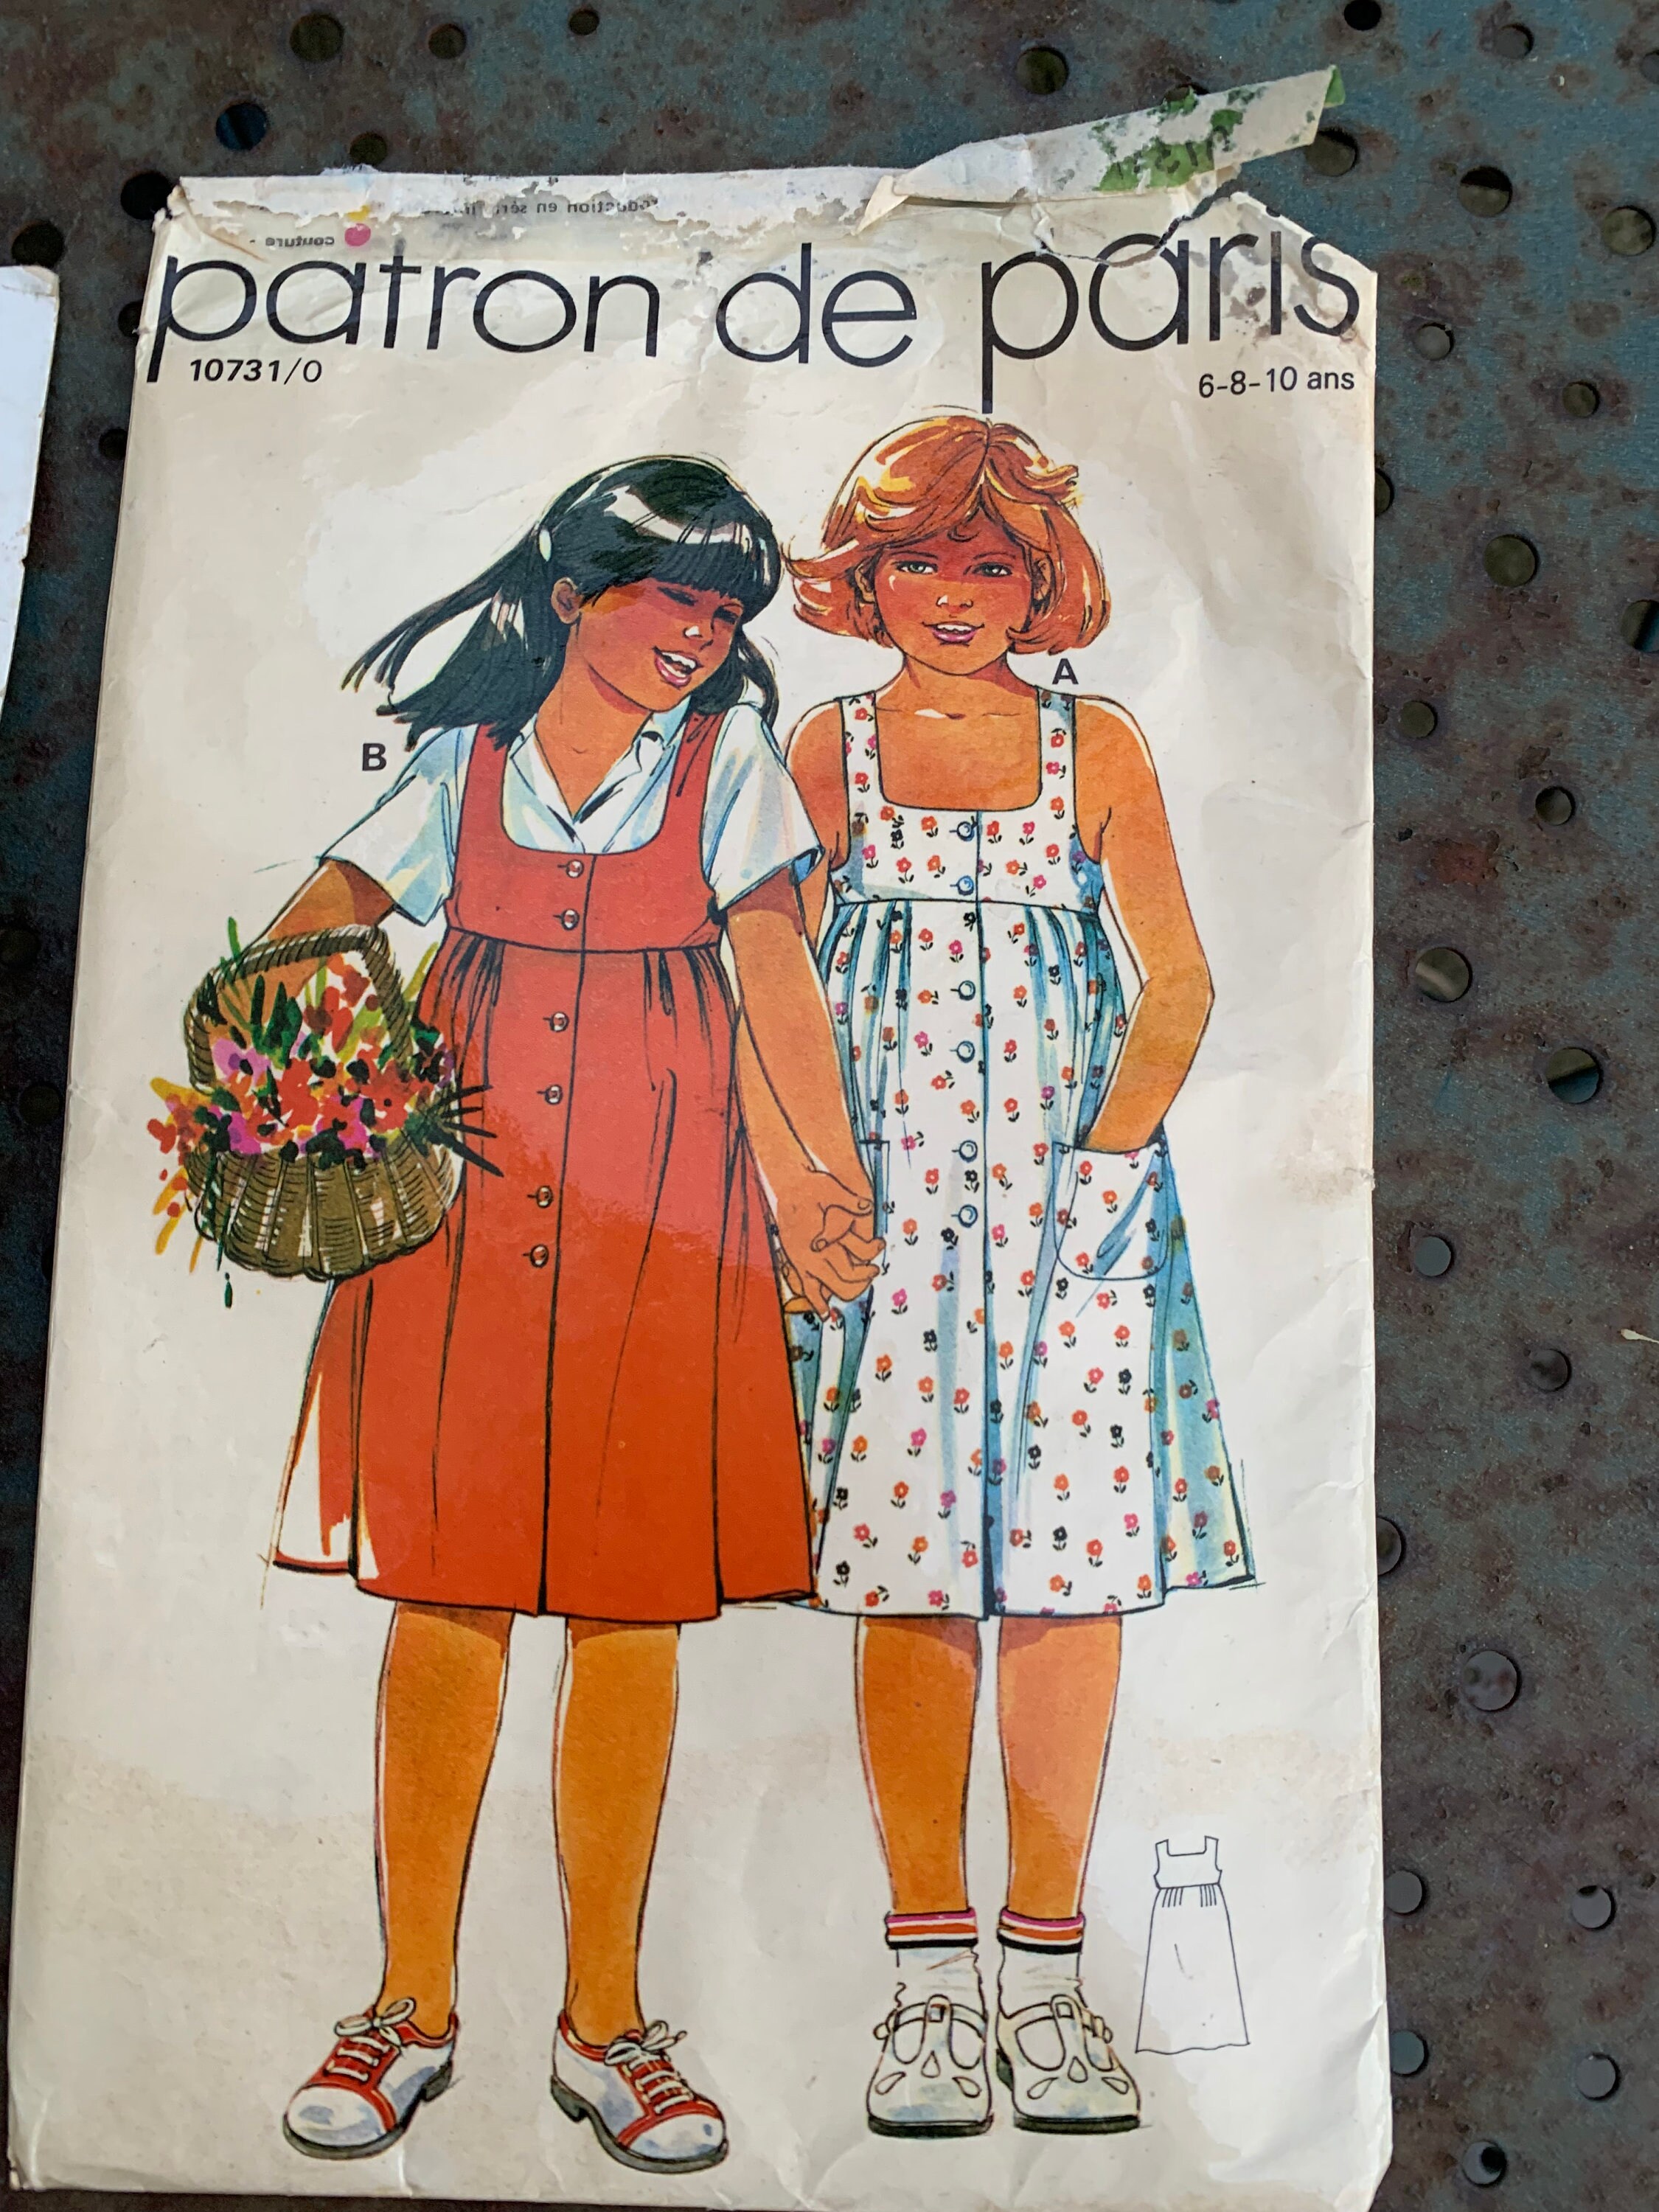 couture -
patron de paris
10731/0
6-8-10 ans
A
B